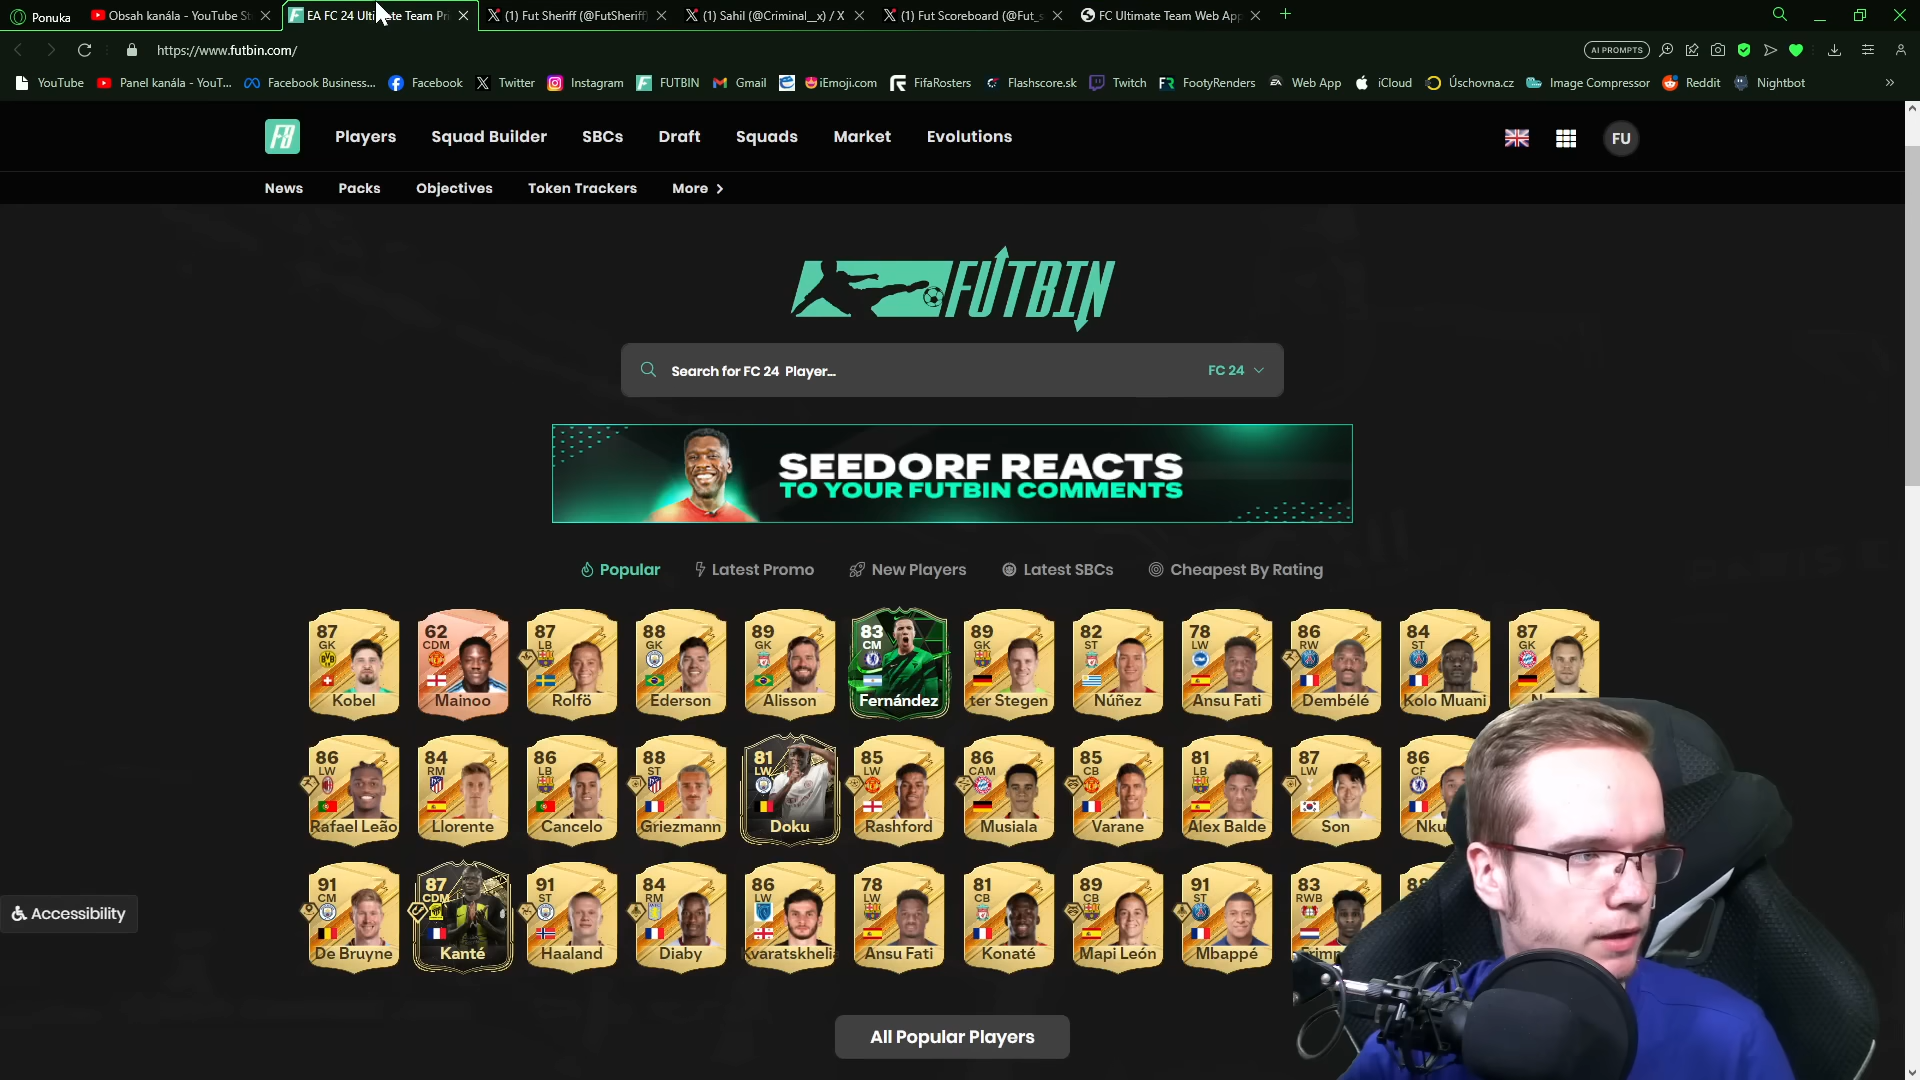 Ponuka
Obsah kanála - YouTube St
EA FC 24 Ultimate Team Pri
(1) Fut Sheriff (@FutSheriff)
(1) Sahil (@Criminal__x) / X
(1) Fut Scoreboard (@Fut_s
FC Ultimate Team Web App
https://www.futbin.com/
AI PROMPTS
YouTube
Panel kanála - YouT...
Facebook Business...
Facebook
Twitter
Instagram
FUTBIN
Gmail
iEmoji.com
FifaRosters
Flashscore.sk
Twitch
FootyRenders
Web App
iCloud
Úschovna.cz
Image Compressor
Reddit
Nightbot
Players
Squad Builder
SBCs
Draft
Squads
Market
Evolutions
FU
News
Packs
Objectives
Token Trackers
More
FUTBIN
Search for FC 24 Player...
FC 24
SEEDORF REACTS
TO YOUR FUTBIN COMMENTS
Popular
Latest Promo
New Players
Latest SBCs
Cheapest By Rating
87
GK
Kobel
62
CDM
Mainoo
87
LB
Rolfö
88
GK
Ederson
89
GK
Alisson
83
CM
Fernández
89
GK
ter Stegen
82
ST
Núñez
78
LW
Ansu Fati
86
RW
Dembélé
84
ST
Kolo Muani
87
GK
86
LW
Rafael Leão
84
RM
Llorente
86
LB
Cancelo
88
ST
Griezmann
81
LW
Doku
85
LW
Rashford
86
CAM
Musiala
85
CB
Varane
81
LB
Álex Balde
87
LW
Son
86
CF
Nku
91
CM
De Bruyne
87
CDM
Kanté
91
ST
Haaland
84
RM
Diaby
86
LW
Kvaratskheli
78
LW
Ansu Fati
81
CB
Konaté
89
CB
Mapi León
91
ST
Mbappé
83
RWB
Frimp
Accessibility
All Popular Players